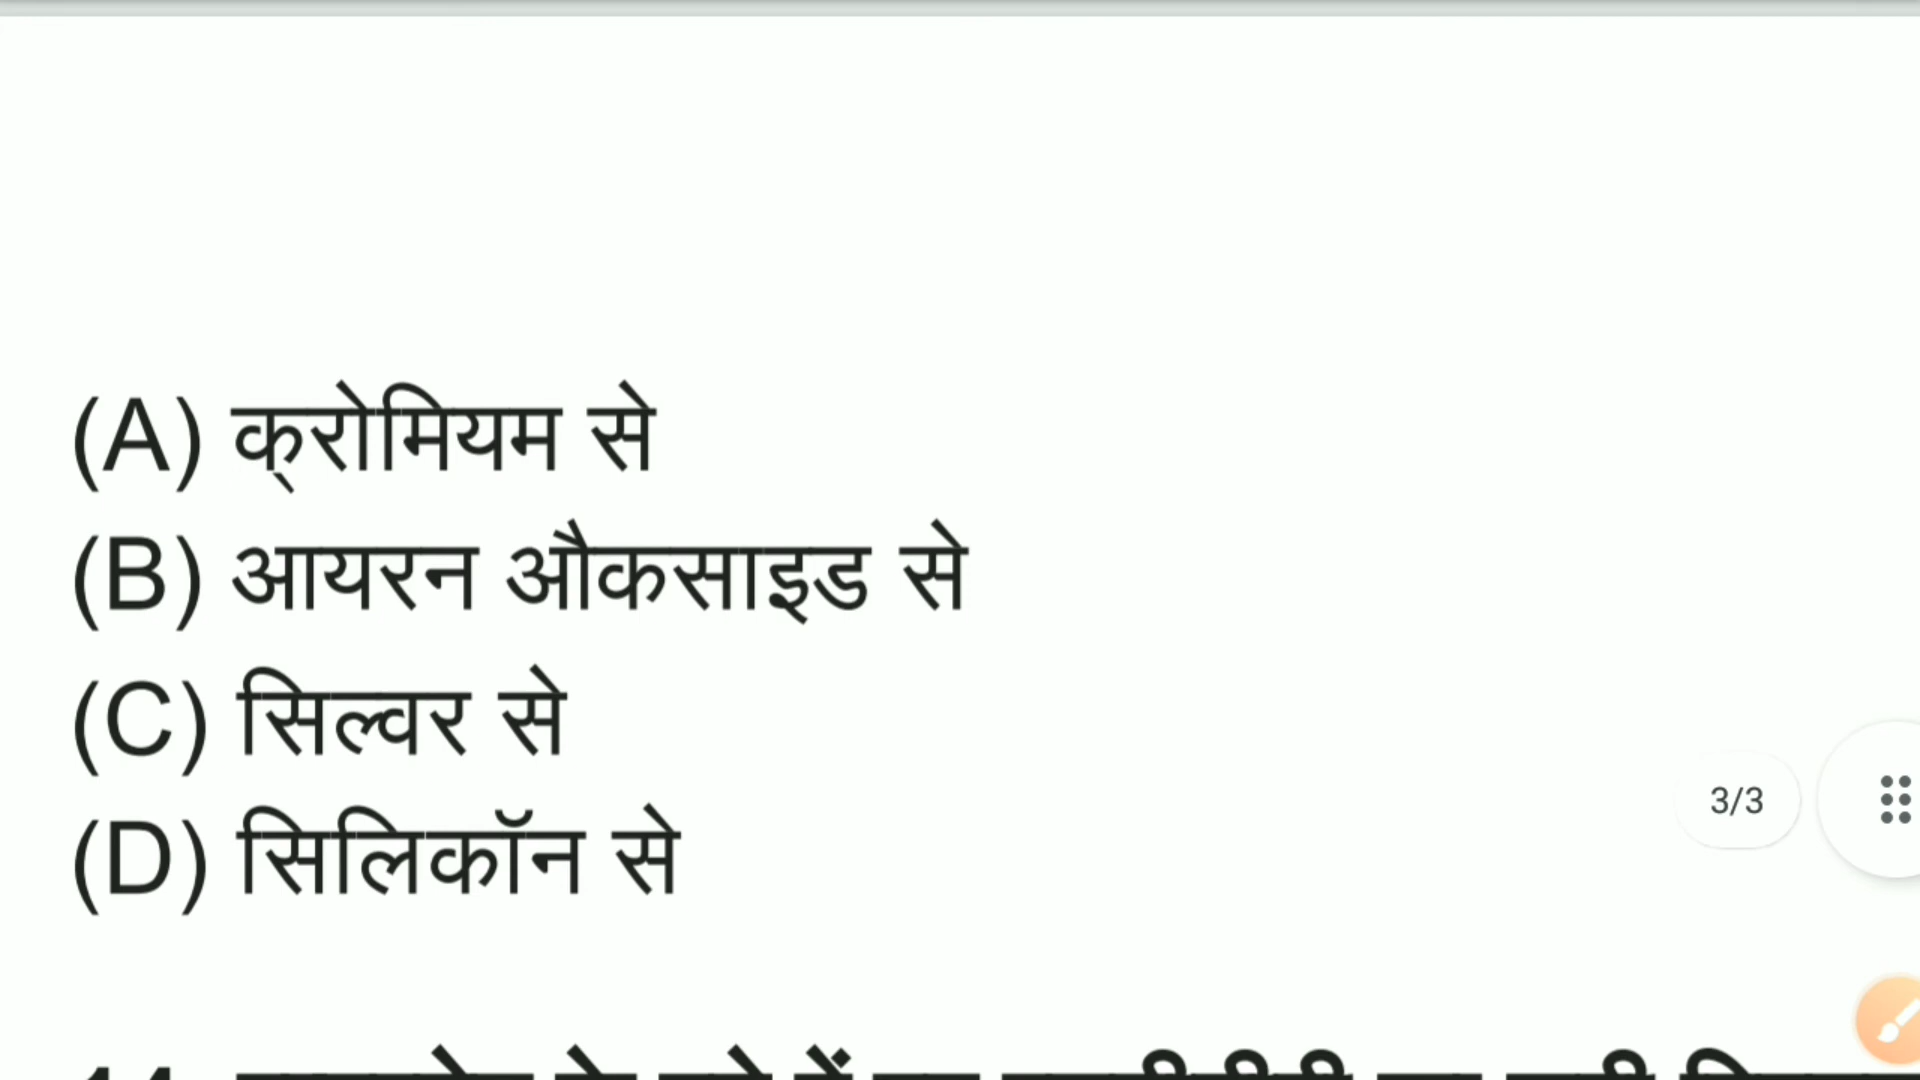 (A) क्‌रोमियम से
(B) आयरन औकसाइड से
(C) सिल्वर से
(D) सिलिकॉन से
3/3